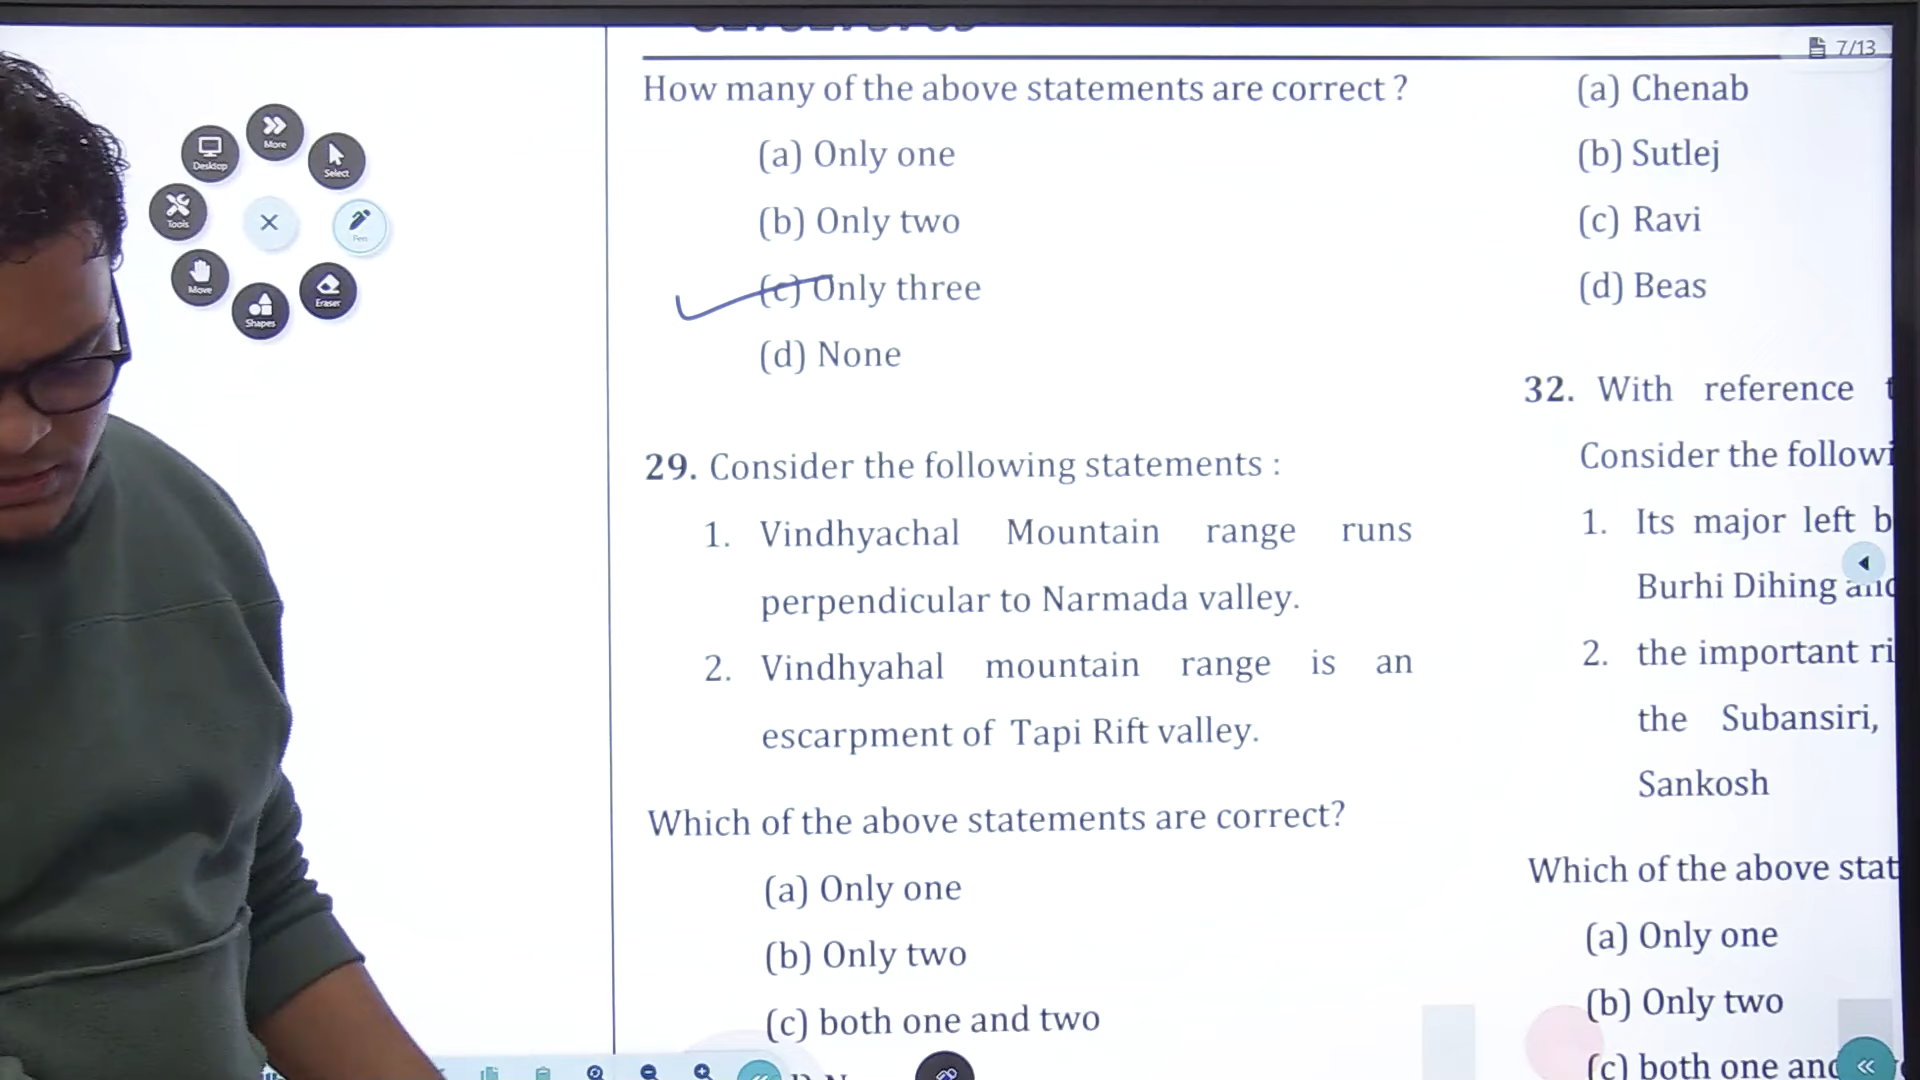 7/13
How many of the above statements are correct ?
(a) Only one
(b) Only two
(c) Only three
(d) None
29. Consider the following statements :
1. Vindhyachal Mountain range runs
perpendicular to Narmada valley.
2. Vindhyahal mountain range is an
escarpment of Tapi Rift valley.
Which of the above statements are correct?
(a) Only one
(b) Only two
(c) both one and two
(a) Chenab
(b) Sutlej
(c) Ravi
(d) Beas
32. With reference
Consider the followi
1. Its major left b
Burhi Dihing and
2. the important ri
the Subansiri,
Sankosh
Which of the above stat
(a) Only one
(b) Only two
(c) both one and
More
Desktop
Select
Tools
Pen
Move
Eraser
Shapes